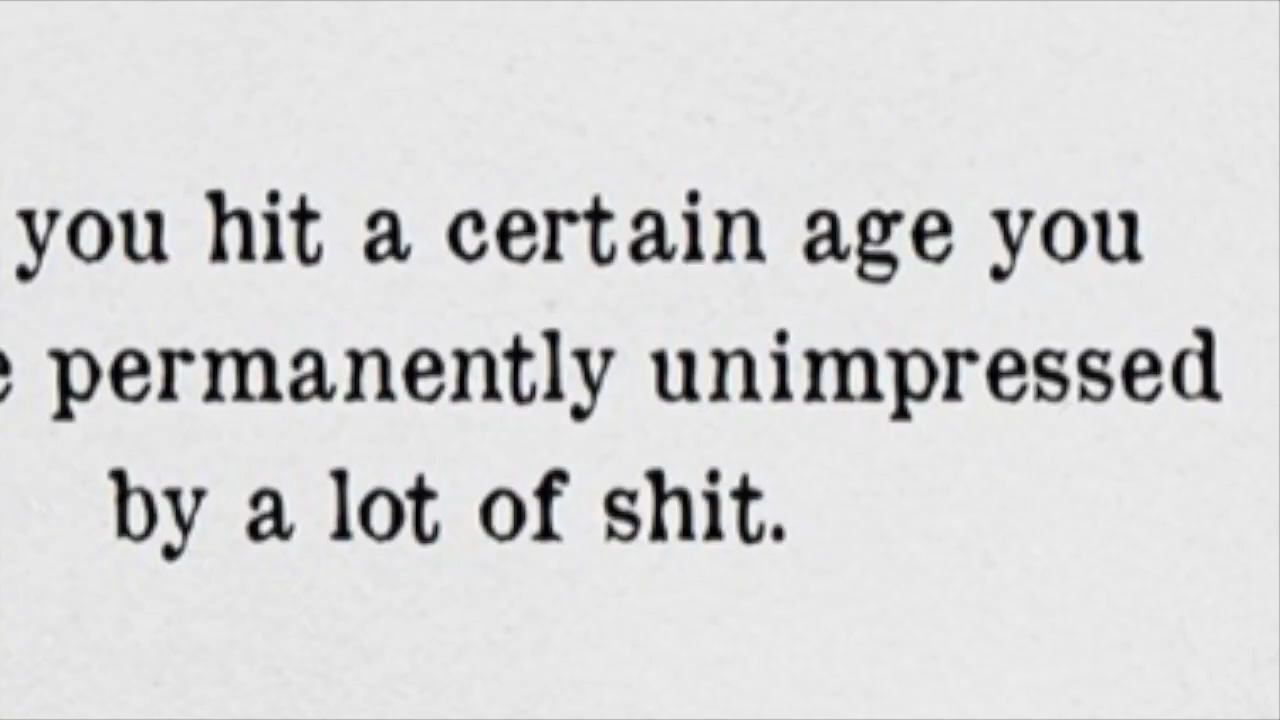 you hit a certain age you
e permanently unimpressed
by a lot of shit.